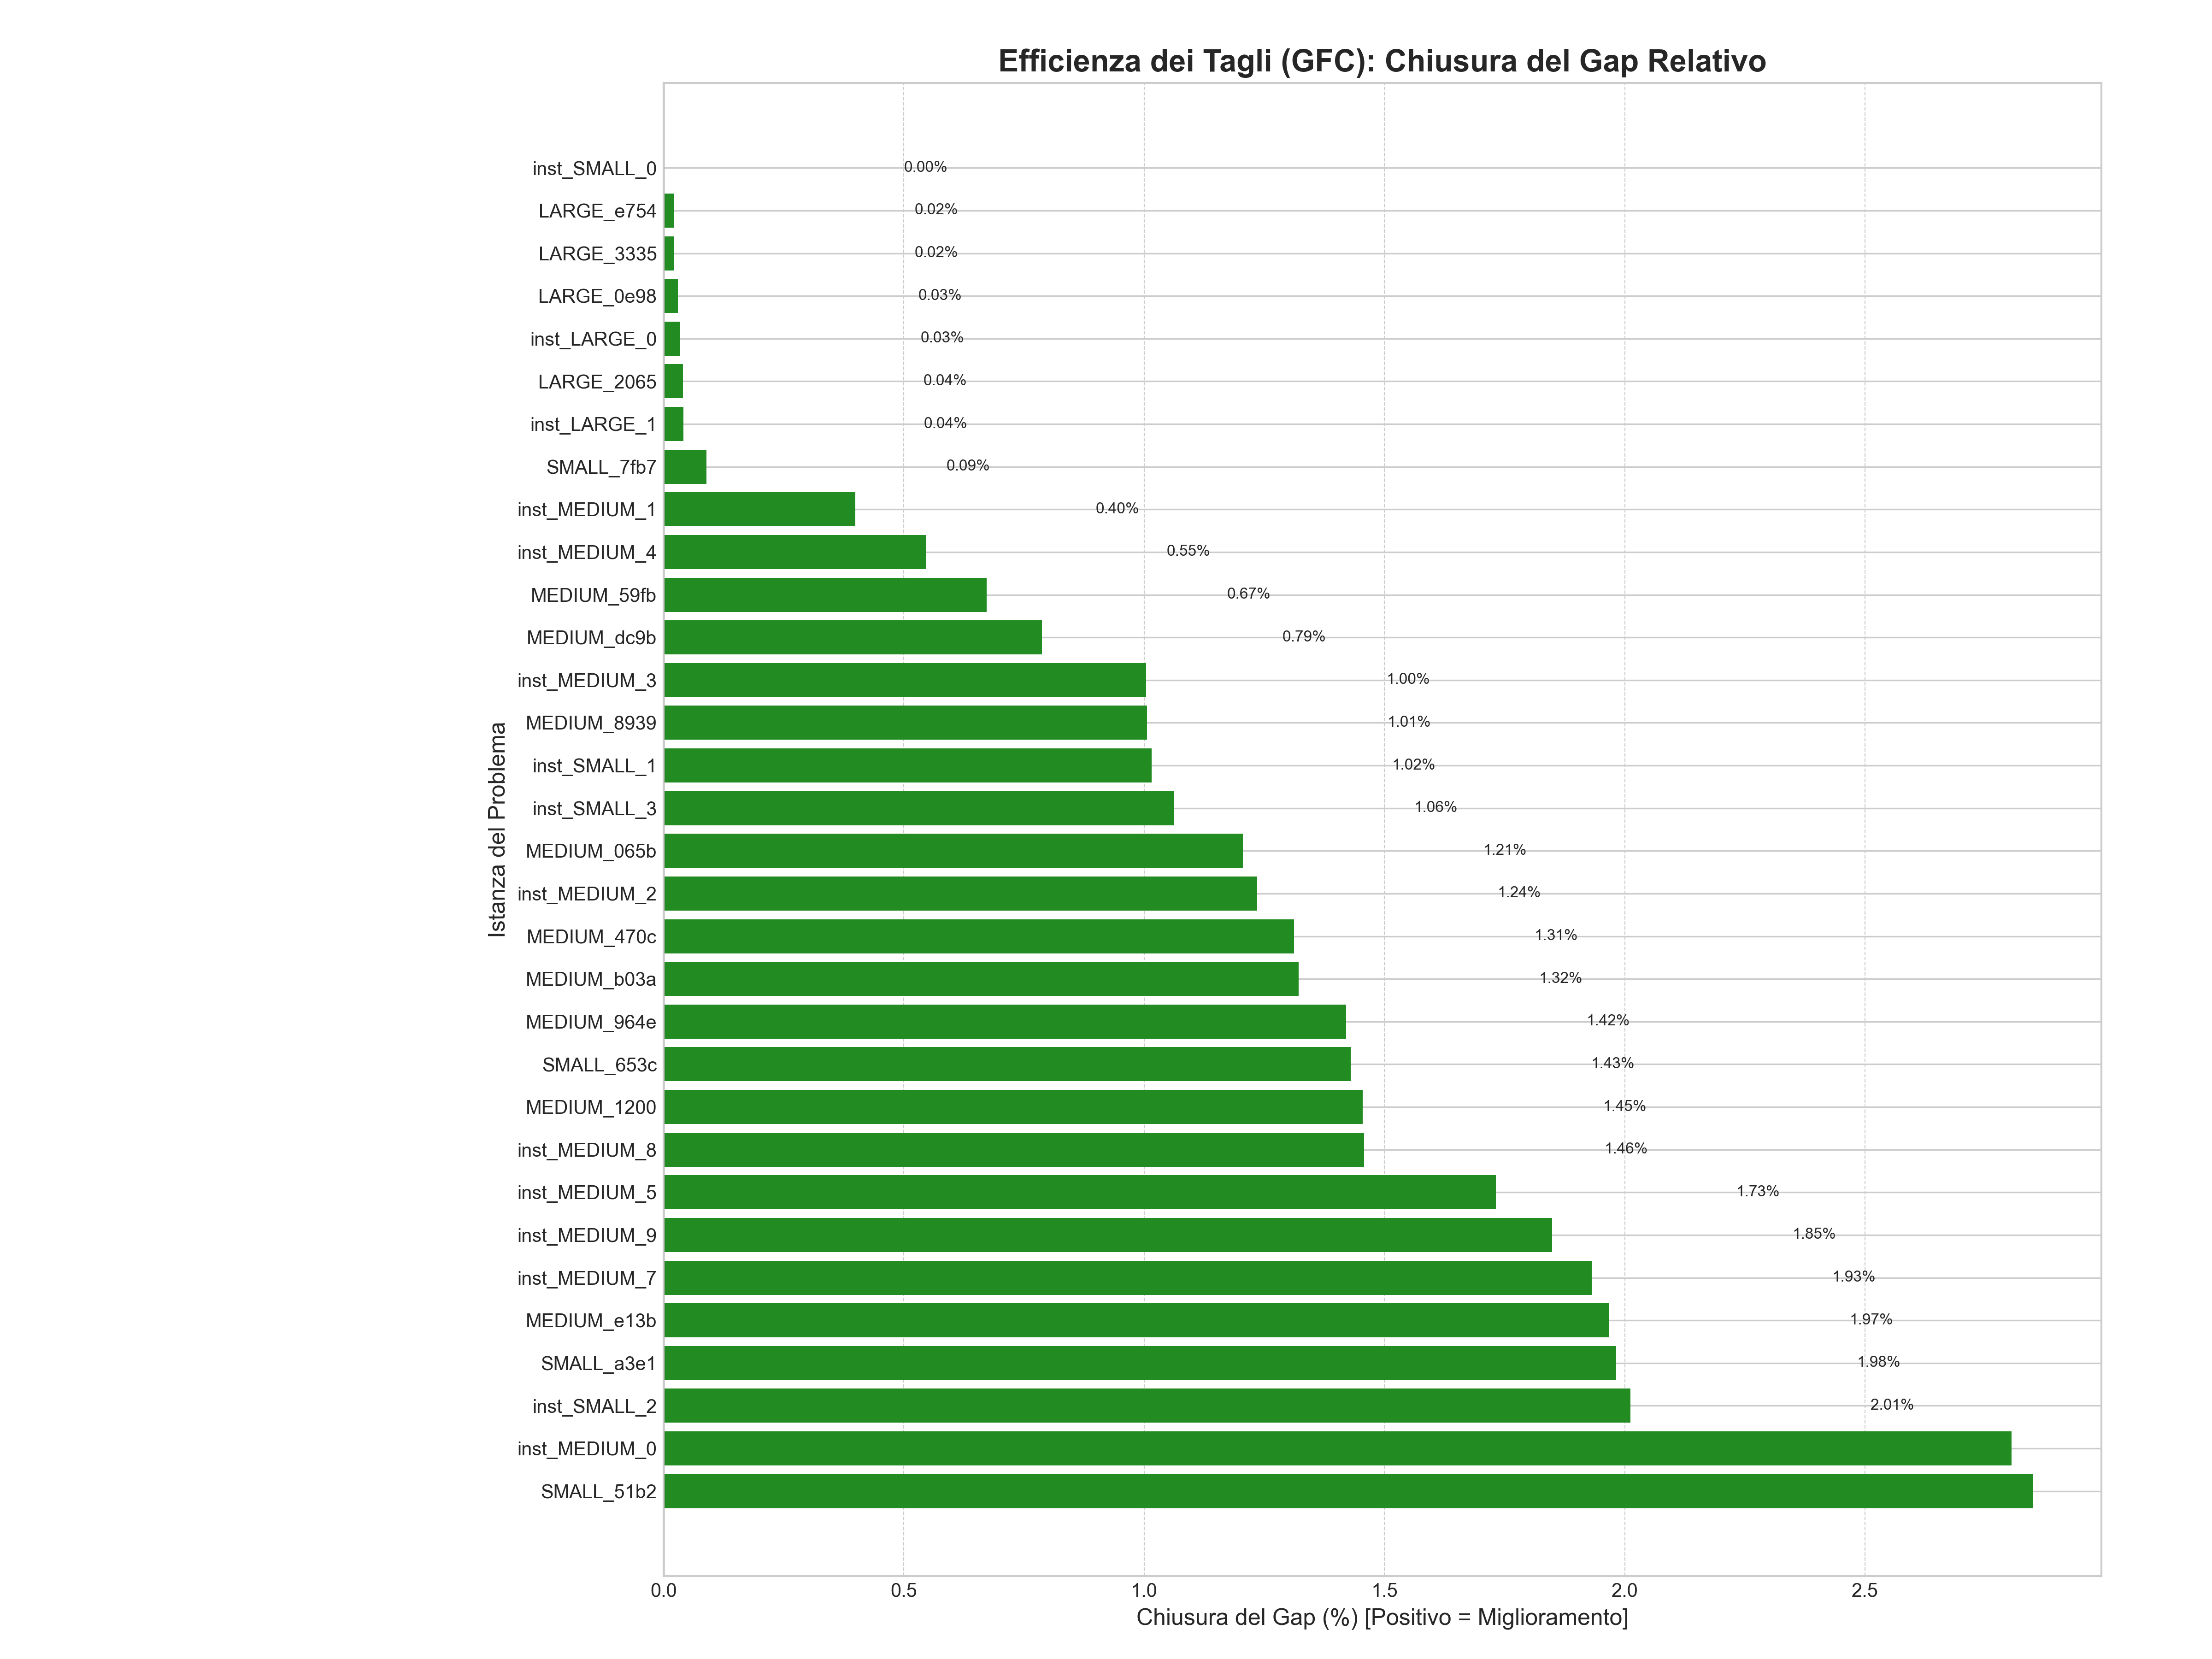 Efficienza dei Tagli (GFC): Chiusura del Gap Relativo
Istanza del Problema
inst_SMALL_0 0.00%
LARGE_e754 0.02%
LARGE_3335 0.02%
LARGE_0e98 0.03%
inst_LARGE_0 0.03%
LARGE_2065 0.04%
inst_LARGE_1 0.04%
SMALL_7fb7 0.09%
inst_MEDIUM_1 0.40%
inst_MEDIUM_4 0.55%
MEDIUM_59fb 0.67%
MEDIUM_dc9b 0.79%
inst_MEDIUM_3 1.00%
MEDIUM_8939 1.01%
inst_SMALL_1 1.02%
inst_SMALL_3 1.06%
MEDIUM_065b 1.21%
inst_MEDIUM_2 1.24%
MEDIUM_470c 1.31%
MEDIUM_b03a 1.32%
MEDIUM_964e 1.42%
SMALL_653c 1.43%
MEDIUM_1200 1.45%
inst_MEDIUM_8 1.46%
inst_MEDIUM_5 1.73%
inst_MEDIUM_9 1.85%
inst_MEDIUM_7 1.93%
MEDIUM_e13b 1.97%
SMALL_a3e1 1.98%
inst_SMALL_2 2.01%
inst_MEDIUM_0
SMALL_51b2
0.0 0.5 1.0 1.5 2.0 2.5
Chiusura del Gap (%) [Positivo = Miglioramento]